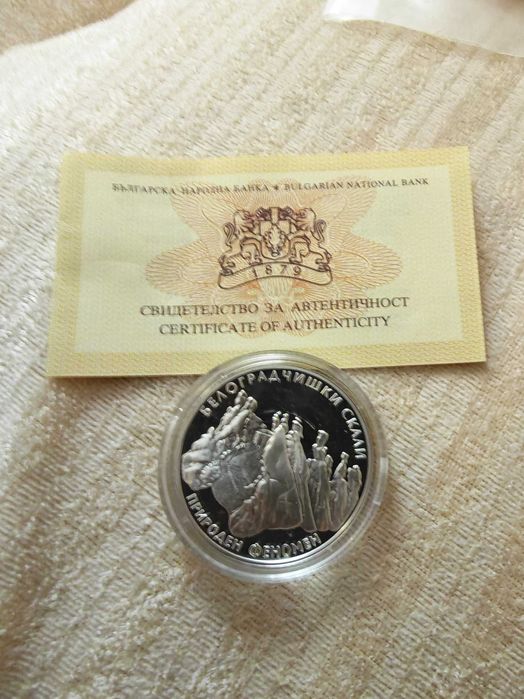 БЪЛГАРСКА НАРОДНА БАНКА ★ BULGARIAN NATIONAL BANK
1879
СВИДЕТЕЛСТВО ЗА АВТЕНТИЧНОСТ
CERTIFICATE OF AUTHENTICITY
БЕЛОГРАДЧИШКИ СКАЛИ
ПРИРОДЕН ФЕНОМЕН